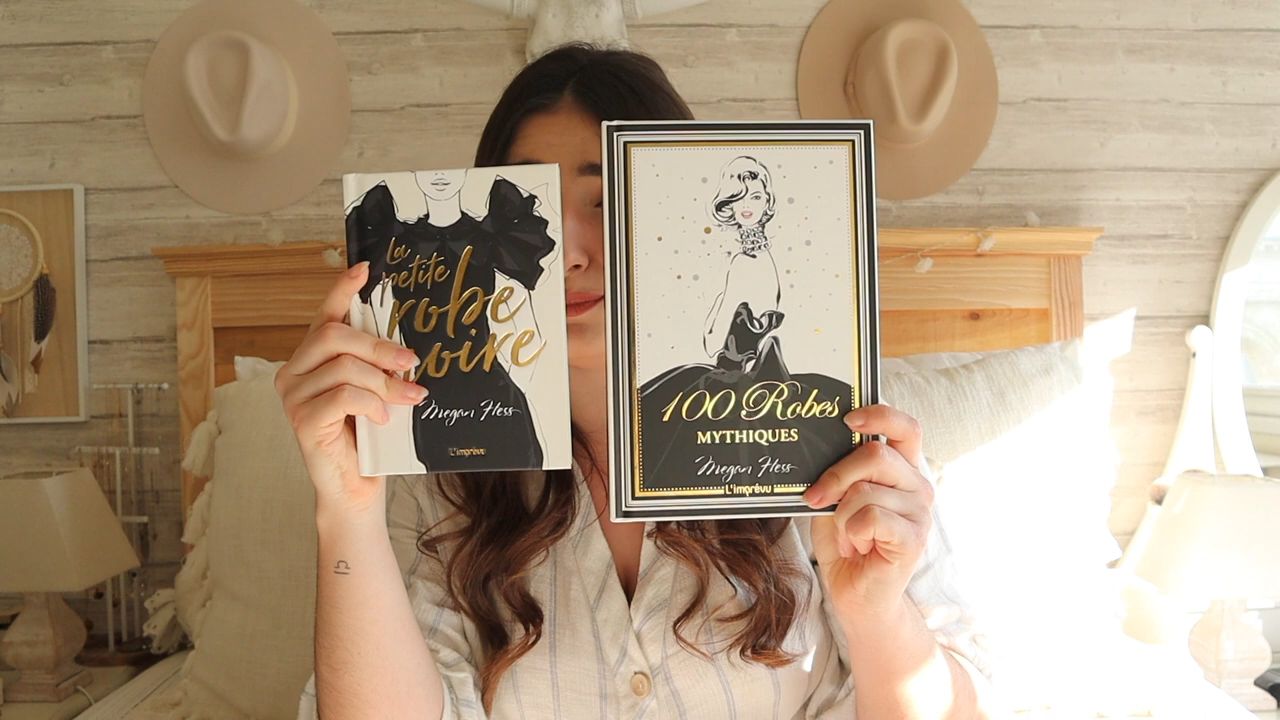 La
petite
robe
noire
Megan Hess
L'imprévu
100 Robes
MYTHIQUES
Megan Hess
L'imprévu